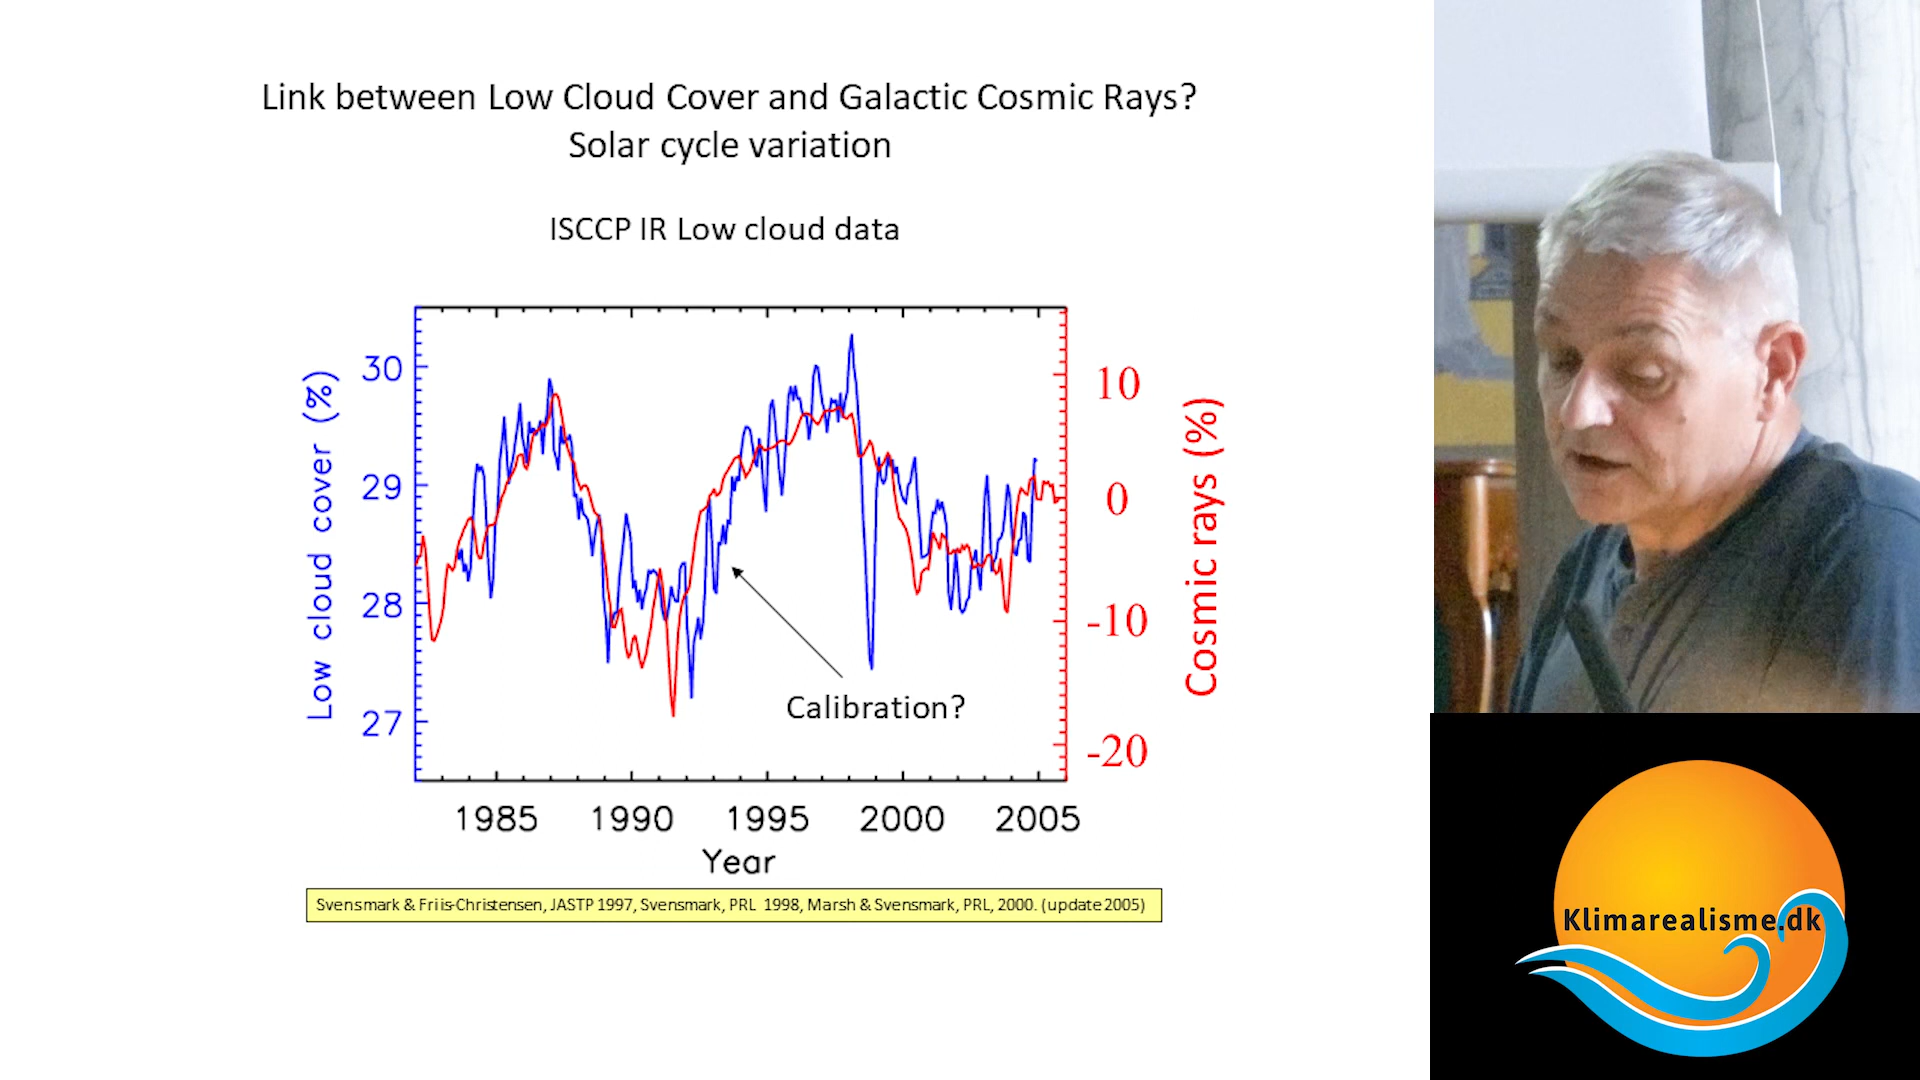 Link between Low Cloud Cover and Galactic Cosmic Rays?
Solar cycle variation
ISCCP IR Low cloud data
Low cloud cover (%)
30
29
28
27
10
0
-10
-20
Cosmic rays (%)
Calibration?
1985 1990 1995 2000 2005
Year
Svensmark & Friis-Christensen, JASTP 1997, Svensmark, PRL 1998, Marsh & Svensmark, PRL, 2000. (update 2005)
Klimarealisme.dk